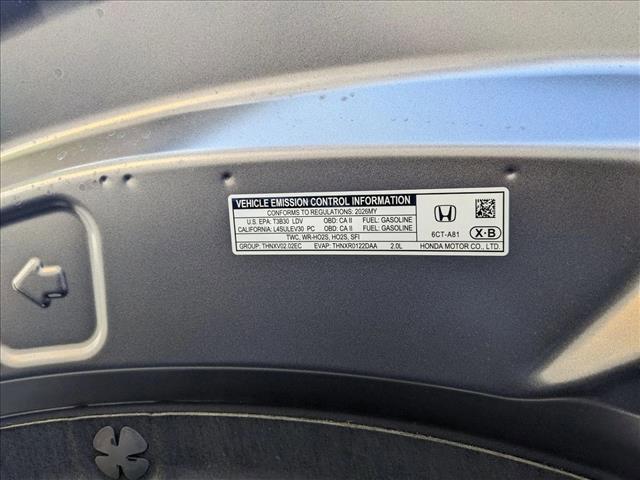 VEHICLE EMISSION CONTROL INFORMATION
CONFORMS TO REGULATIONS: 2026MY
U.S. EPA: T3B30 LDV OBD: CA II FUEL: GASOLINE
CALIFORNIA: L4SULEV30 PC OBD: CA II FUEL: GASOLINE
TWC, WR-HO2S, HO2S, SFI
GROUP: THNXV02.02EC EVAP: THNXR0122DAA 2.0L
6CT-A81
X-B
HONDA MOTOR CO., LTD.